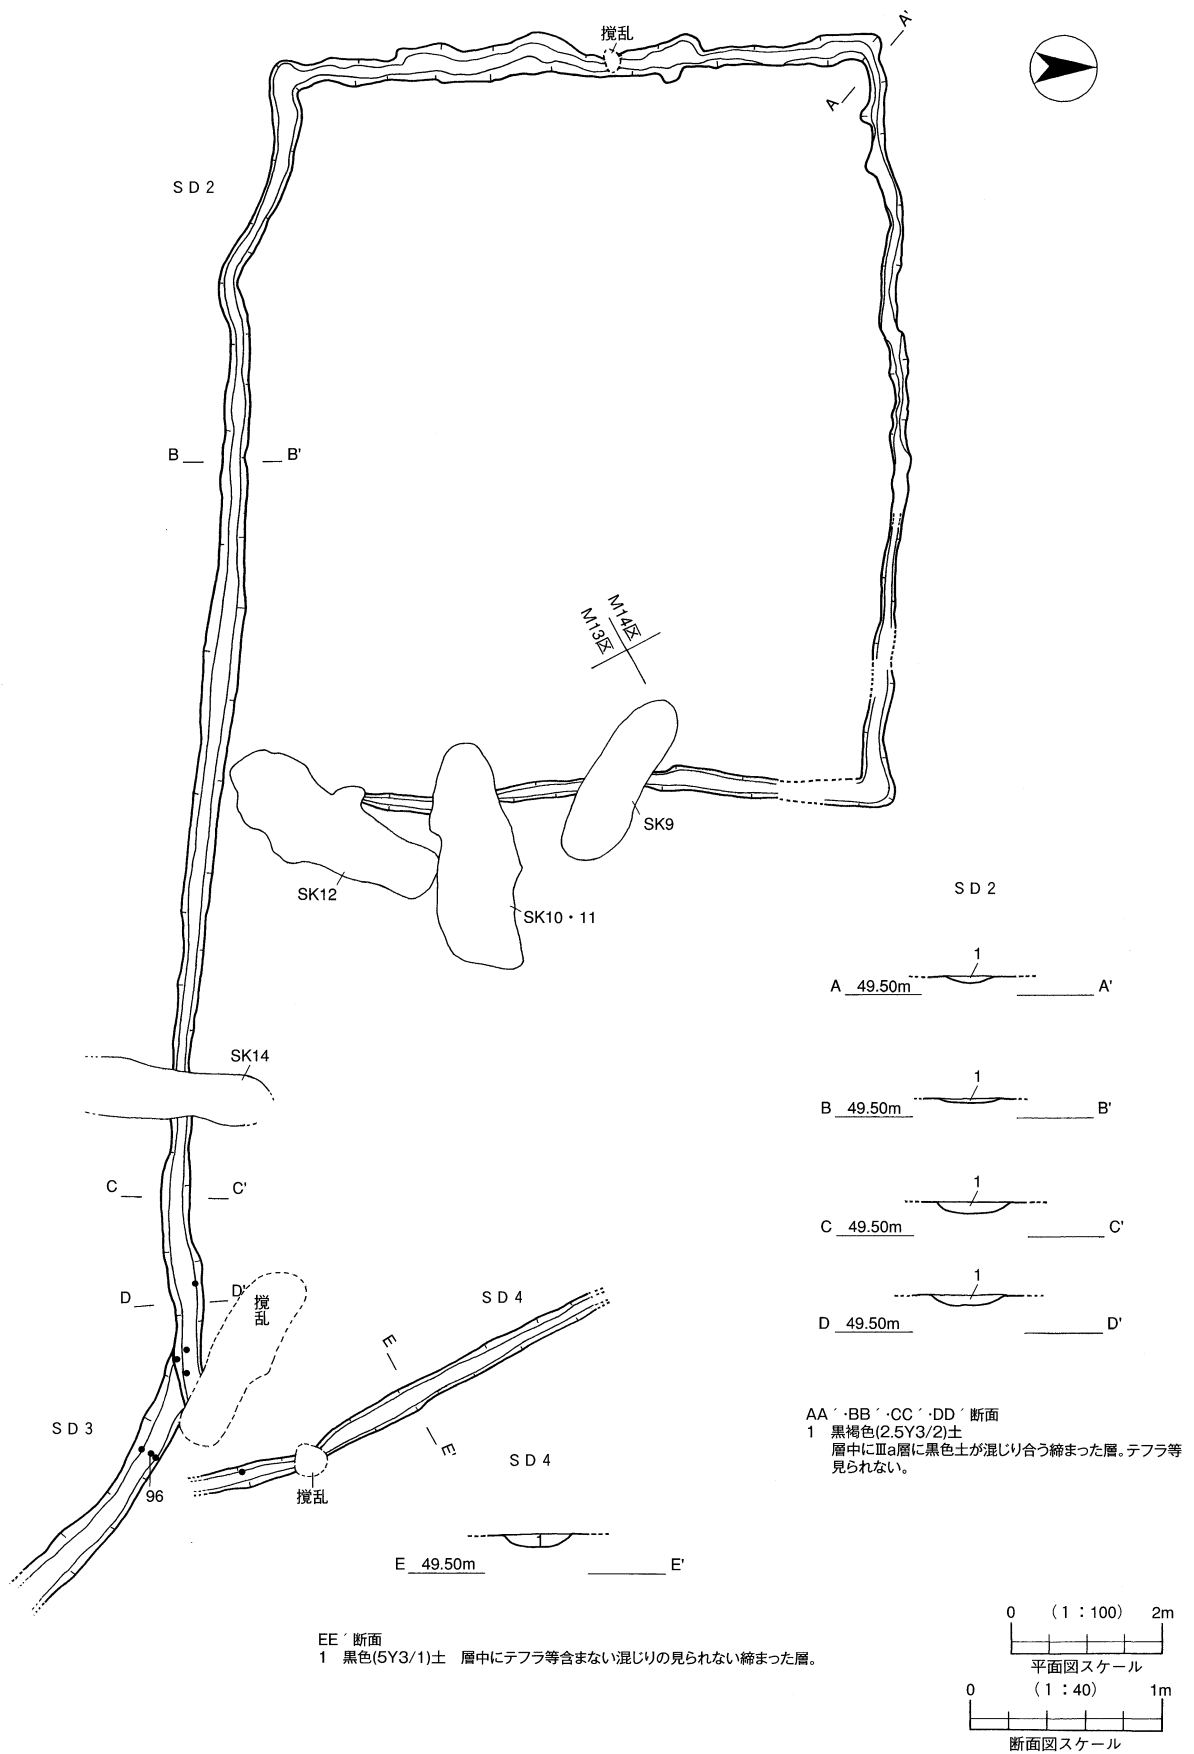 撹乱
A'
A
SD2
B
B'
M14区
M13区
SK9
SK12
SK10・11
SD2
1
A 49.50m A'
1
B 49.50m B'
SK14
C
C'
1
C 49.50m C'
D
D'
撹乱
SD4
1
D 49.50m D'
E
E'
SD3
96
撹乱
SD4
1
E 49.50m E'
AA´・BB´・CC´・DD´断面
1 黒褐色(2.5Y3/2)土
層中にⅢa層に黒色土が混じり合う締まった層。テフラ等
見られない。
EE´断面
1 黒色(5Y3/1)土 層中にテフラ等含まない混じりの見られない締まった層。
0 (1:100) 2m
平面図スケール
0 (1:40) 1m
断面図スケール